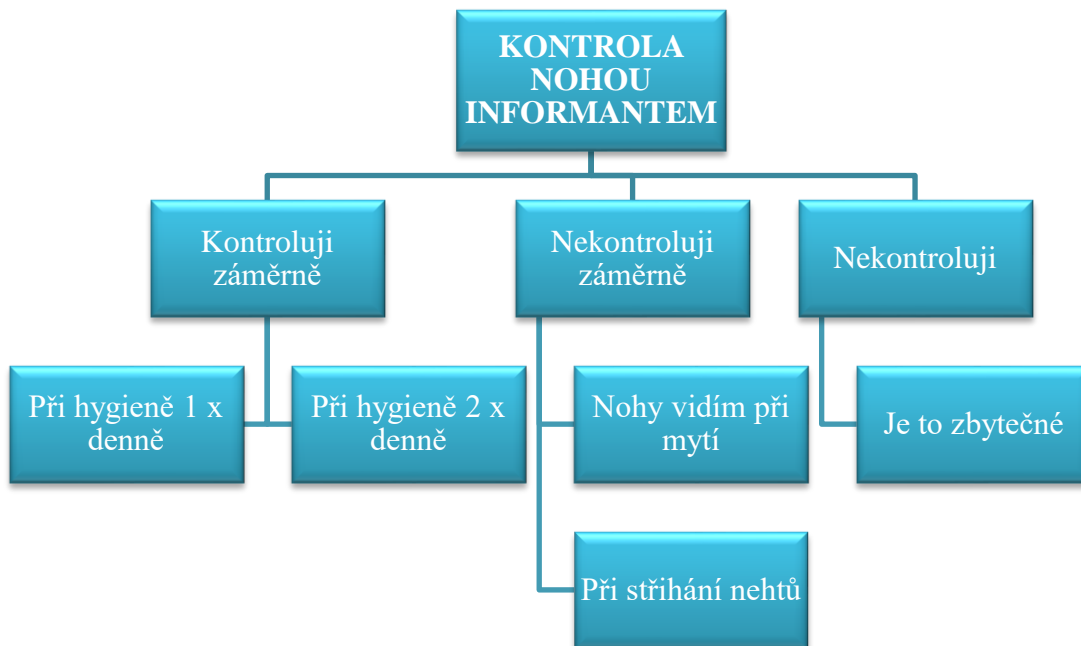 KONTROLA
NOHOU
INFORMANTEM
Kontroluji
záměrně
Nekontroluji
záměrně
Nekontroluji
Při hygieně 1 x
denně
Při hygieně 2 x
denně
Nohy vidím při
mytí
Je to zbytečné
Při střihání nehtů